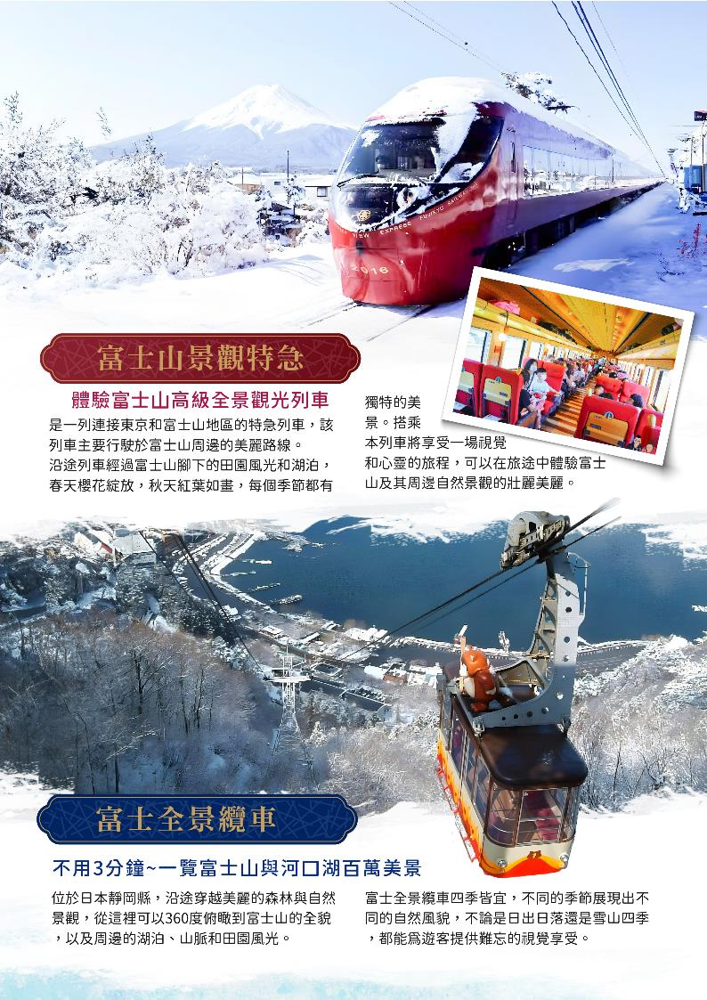 VIEW EXPRESS FUJIKYU RAILWAY
2016
富士山景觀特急
體驗富士山高級全景觀光列車
是一列連接東京和富士山地區的特急列車，該
列車主要行駛於富士山周邊的美麗路線。
沿途列車經過富士山腳下的田園風光和湖泊，
春天櫻花綻放，秋天紅葉如畫，每個季節都有
獨特的美
景。搭乘
本列車將享受一場視覺
和心靈的旅程，可以在旅途中體驗富士
山及其周邊自然景觀的壯麗美麗。
富士全景纜車
不用3分鐘~一覽富士山與河口湖百萬美景
位於日本靜岡縣，沿途穿越美麗的森林與自然
景觀，從這裡可以360度俯瞰到富士山的全貌
，以及周邊的湖泊、山脈和田園風光。
富士全景纜車四季皆宜，不同的季節展現出不
同的自然風貌，不論是日出日落還是雪山四季
，都能為遊客提供難忘的視覺享受。